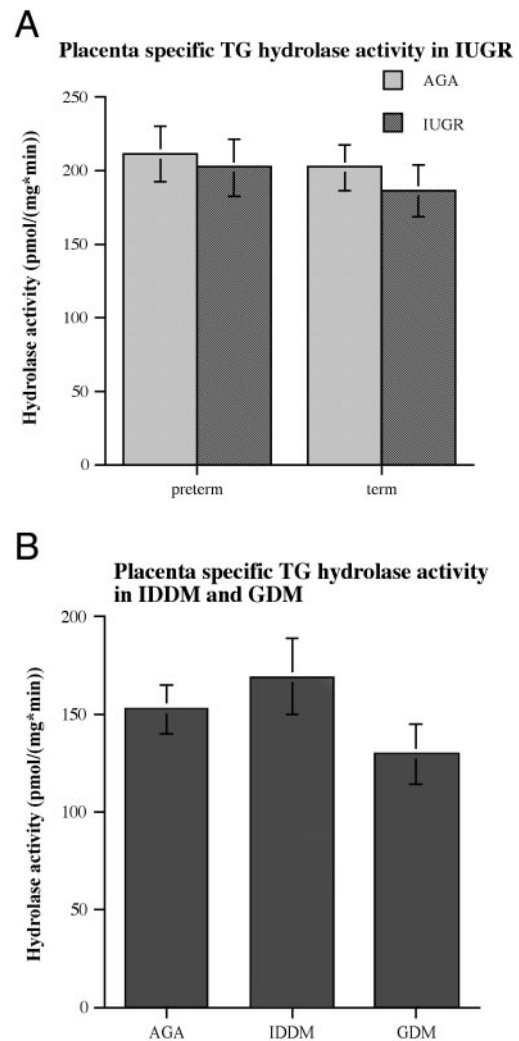 A
Placenta specific TG hydrolase activity in IUGR
AGA
IUGR
Hydrolase activity (pmol/(mg*min))
250
200
150
100
50
0
preterm
term
B
Placenta specific TG hydrolase activity
in IDDM and GDM
Hydrolase activity (pmol/(mg*min))
200
150
100
50
0
AGA
IDDM
GDM